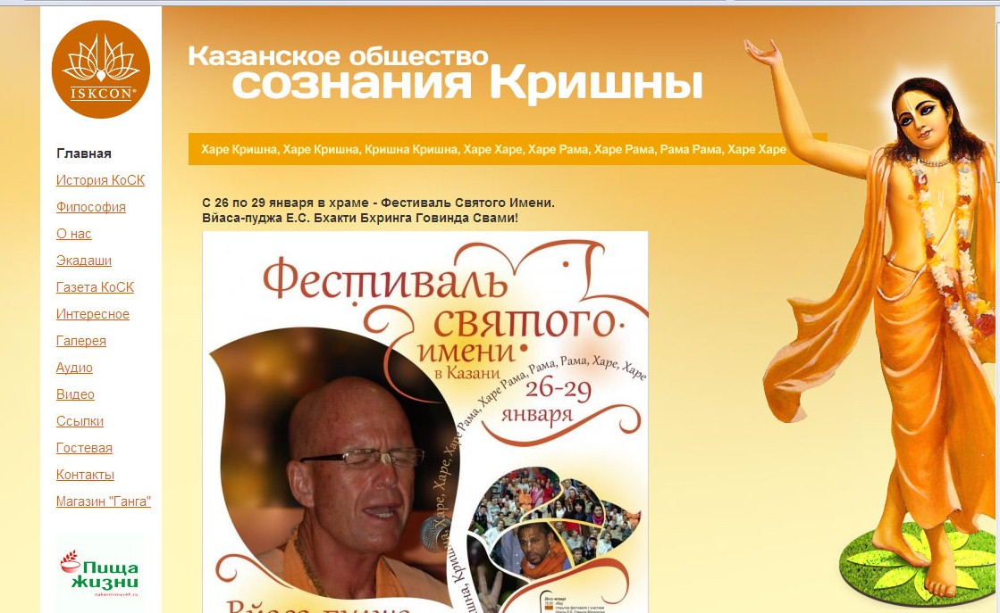 ISKCON®
Казанское общество
сознания Кришны
Харе Кришна, Харе Кришна, Кришна Кришна, Харе Харе, Харе Рама, Харе Рама, Рама Рама, Харе Харе
Главная
История КоСК
Философия
О нас
Экадаши
Газета КоСК
Интересное
Галерея
Аудио
Видео
Ссылки
Гостевая
Контакты
Магазин "Ганга"
Пища
жизни
С 26 по 29 января в храме - Фестиваль Святого Имени.
Вйаса-пуджа Е.С. Бхакти Бхринга Говинда Свами!
Фестиваль
святого
имени
в Казани
26-29
января
Кришна, Харе, Харе, Харе Рама, Харе Рама, Рама, Рама, Харе, Харе
Вйаса-пуджа